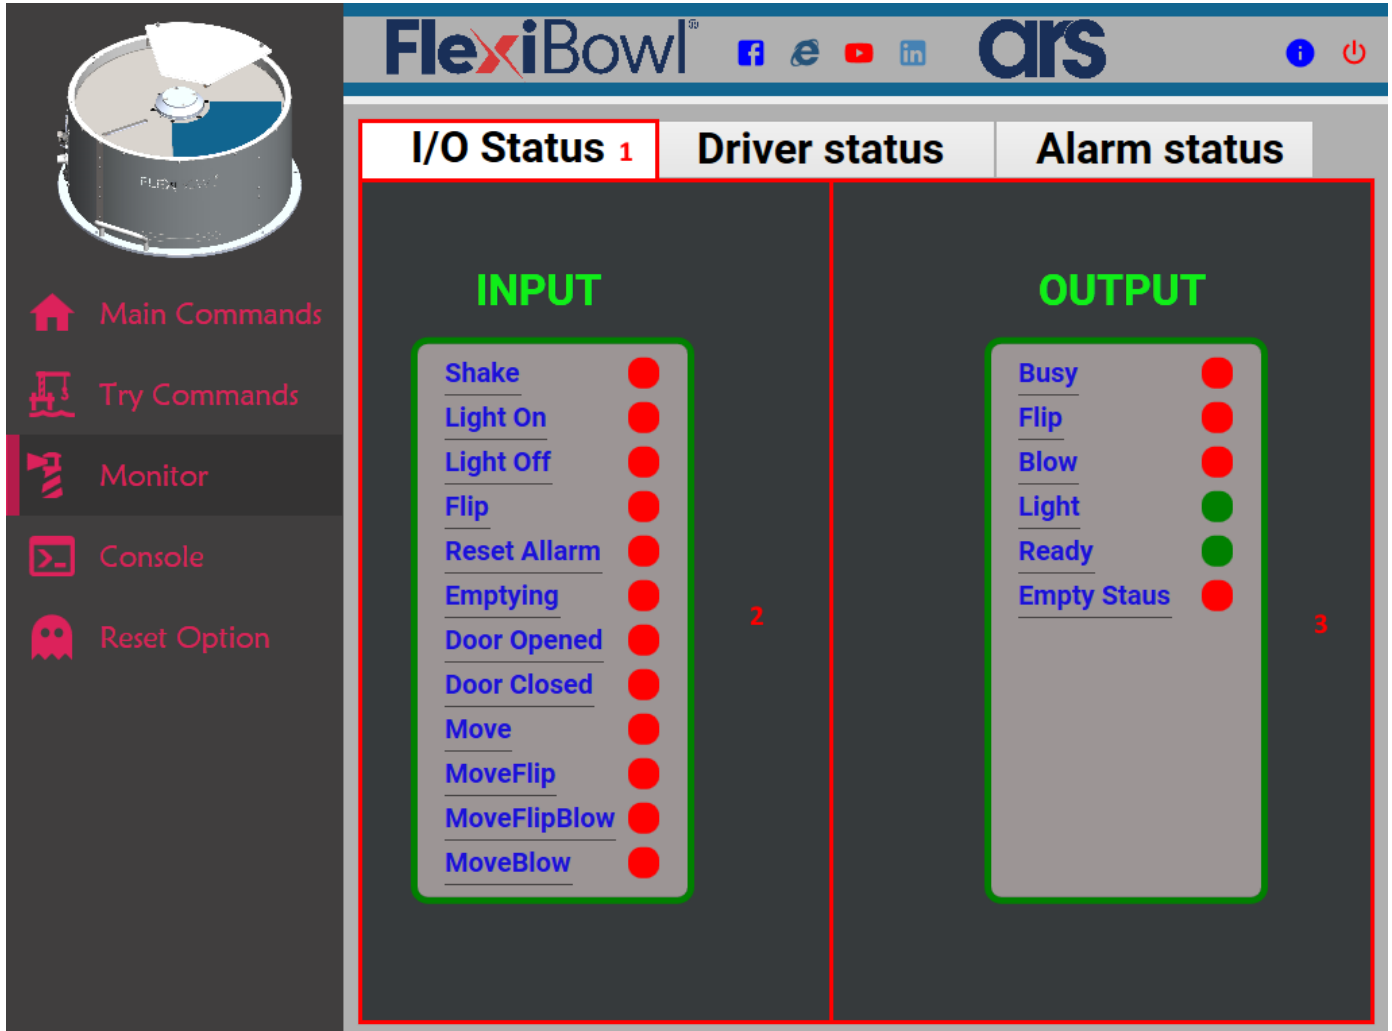 FlexiBowl®
ars
I/O Status 1
Driver status
Alarm status
Main Commands
Try Commands
Monitor
Console
Reset Option
INPUT
Shake
Light On
Light Off
Flip
Reset Allarm
Emptying
Door Opened
Door Closed
Move
MoveFlip
MoveFlipBlow
MoveBlow
2
OUTPUT
Busy
Flip
Blow
Light
Ready
Empty Staus
3